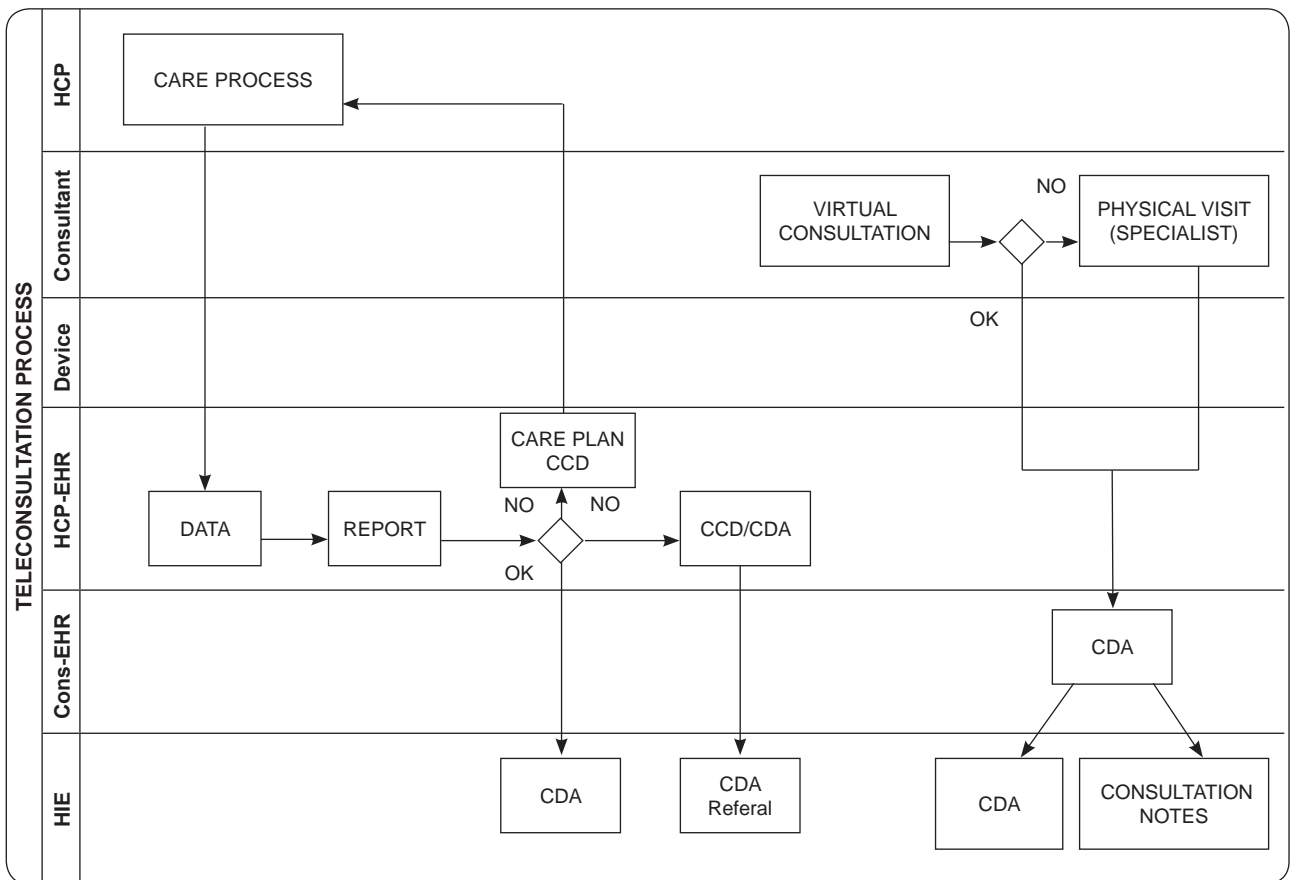 TELECONSULTATION PROCESS
HCP
CARE PROCESS
Consultant
VIRTUAL
CONSULTATION
NO
PHYSICAL VISIT
(SPECIALIST)
OK
Device
HCP-EHR
DATA
REPORT
CARE PLAN
CCD
NO
NO
OK
CCD/CDA
Cons-EHR
CDA
HIE
CDA
CDA
Referal
CDA
CONSULTATION
NOTES